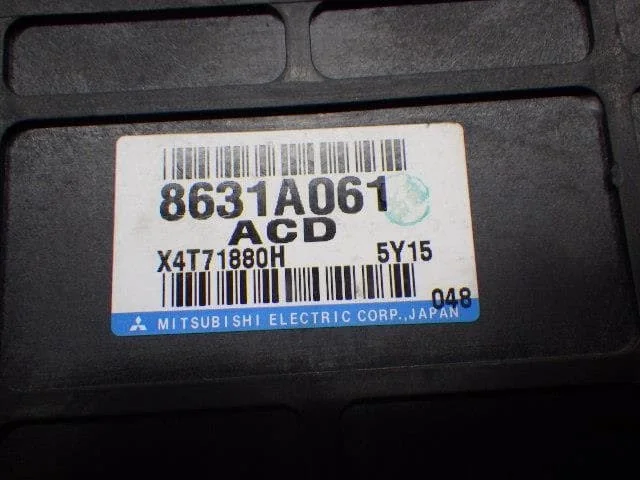 8631A061
ACD
X4T71880H 5Y15
048
MITSUBISHI ELECTRIC CORP.,JAPAN